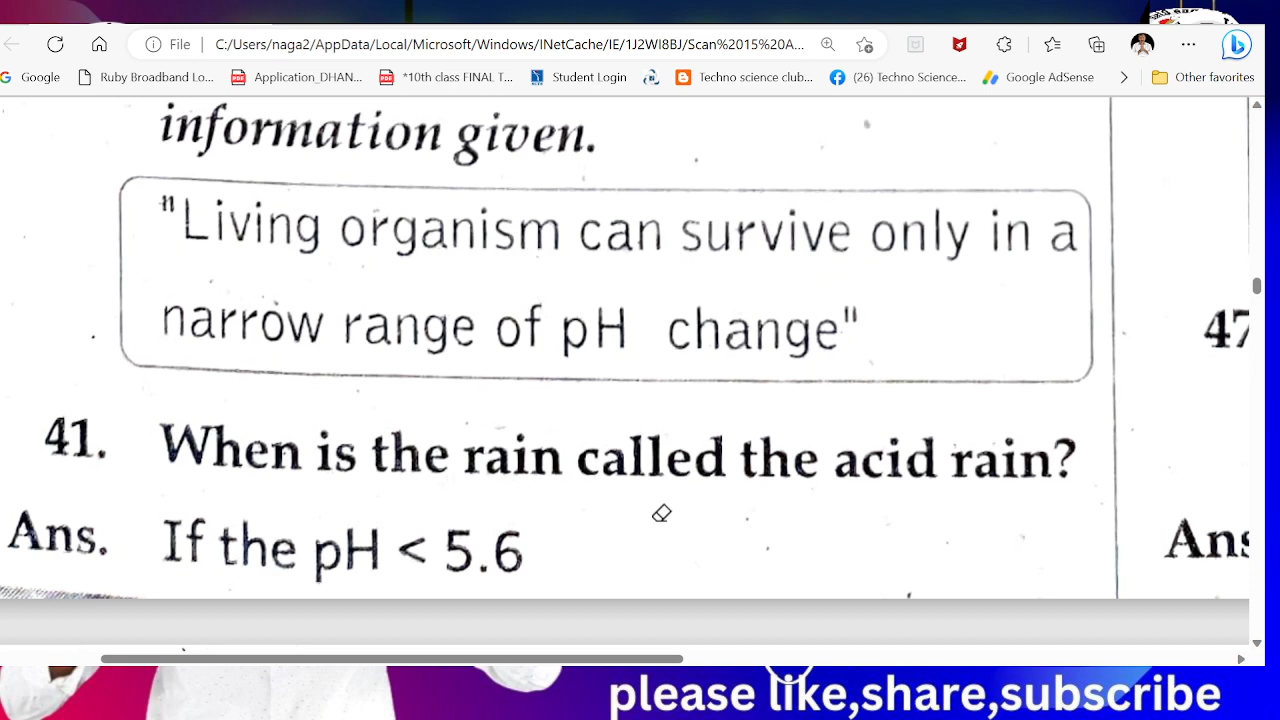 File C:/Users/naga2/AppData/Local/Microsoft/Windows/INetCache/IE/1J2WI8BJ/Scan%2015%20A...
Google Ruby Broadband Lo... Application_DHAN... *10th class FINAL T... Student Login Techno science club... (26) Techno Science... Google AdSense Other favorites
information given.
"Living organism can survive only in a
narrow range of pH change"
47
41. When is the rain called the acid rain?
Ans. If the pH < 5.6
Ans
please like,share,subscribe